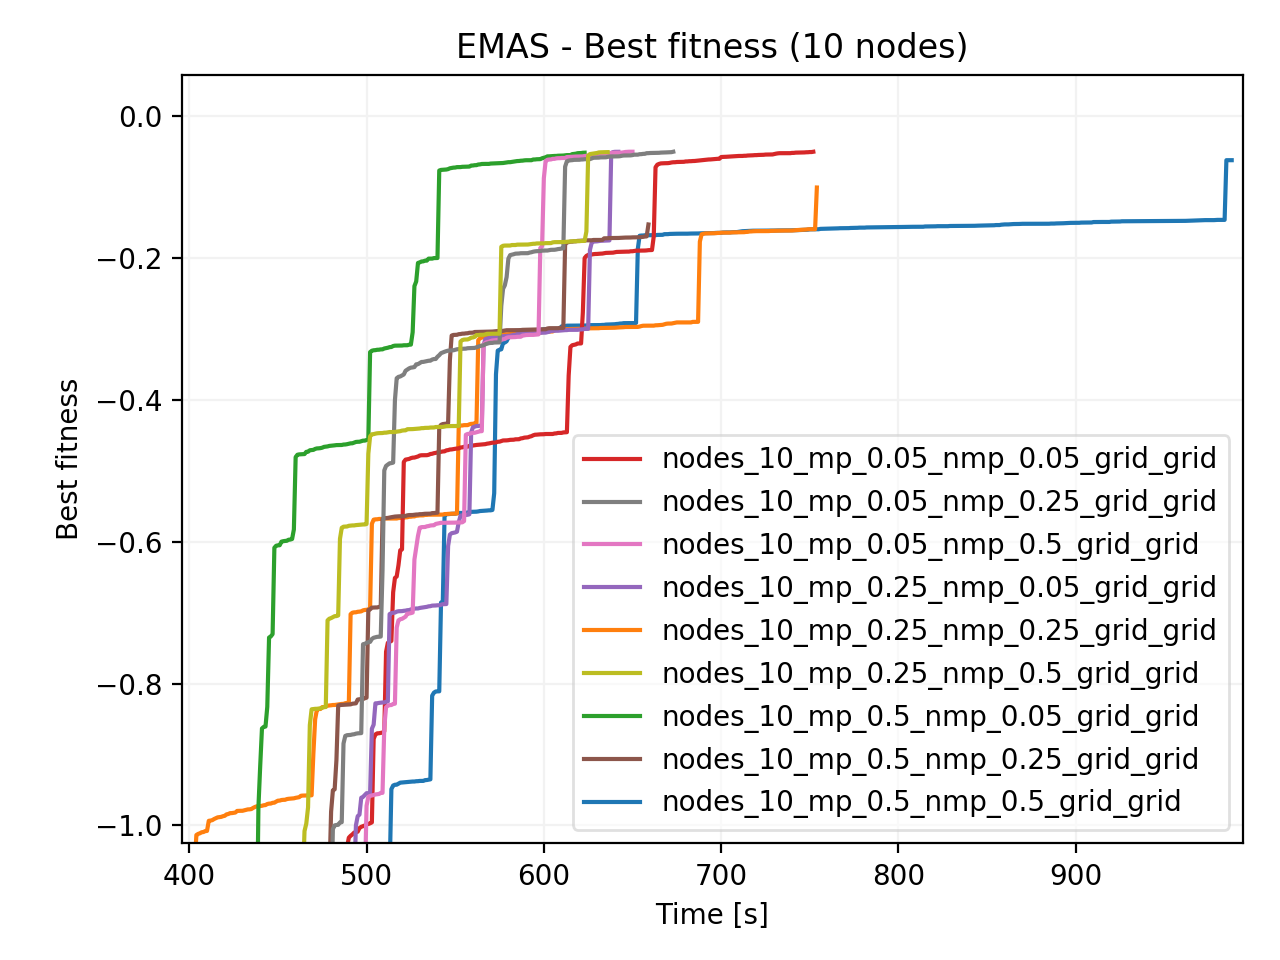 EMAS - Best fitness (10 nodes)
0.0
−0.2
−0.4
−0.6
−0.8
−1.0
Best fitness
nodes_10_mp_0.05_nmp_0.05_grid_grid
nodes_10_mp_0.05_nmp_0.25_grid_grid
nodes_10_mp_0.05_nmp_0.5_grid_grid
nodes_10_mp_0.25_nmp_0.05_grid_grid
nodes_10_mp_0.25_nmp_0.25_grid_grid
nodes_10_mp_0.25_nmp_0.5_grid_grid
nodes_10_mp_0.5_nmp_0.05_grid_grid
nodes_10_mp_0.5_nmp_0.25_grid_grid
nodes_10_mp_0.5_nmp_0.5_grid_grid
400 500 600 700 800 900
Time [s]